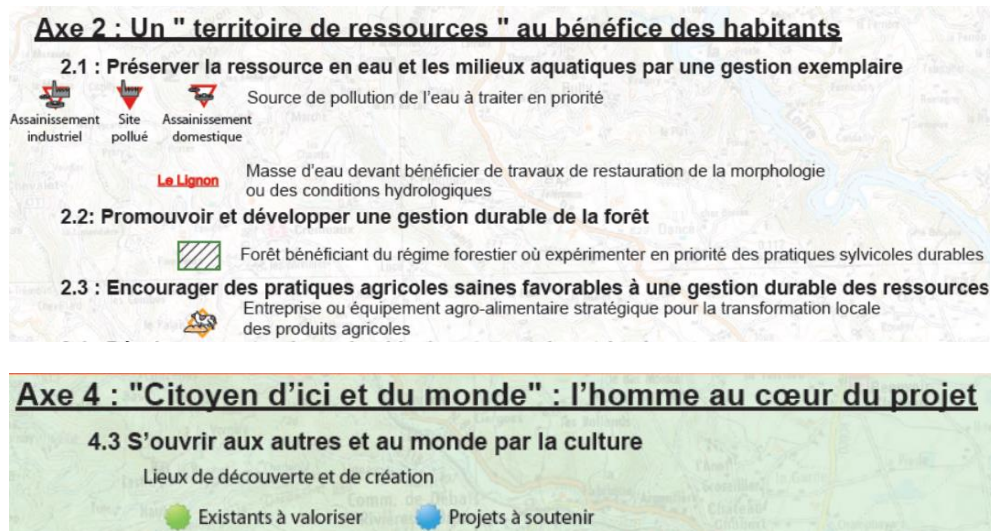 Axe 2 : Un " territoire de ressources " au bénéfice des habitants
2.1 : Préserver la ressource en eau et les milieux aquatiques par une gestion exemplaire
Source de pollution de l'eau à traiter en priorité
Assainissement industriel
Site pollué
Assainissement domestique
Le Lignon
Masse d'eau devant bénéficier de travaux de restauration de la morphologie
ou des conditions hydrologiques
2.2: Promouvoir et développer une gestion durable de la forêt
Forêt bénéficiant du régime forestier où expérimenter en priorité des pratiques sylvicoles durables
2.3 : Encourager des pratiques agricoles saines favorables à une gestion durable des ressources
Entreprise ou équipement agro-alimentaire stratégique pour la transformation locale
des produits agricoles
Axe 4 : "Citoyen d'ici et du monde" : l'homme au cœur du projet
4.3 S'ouvrir aux autres et au monde par la culture
Lieux de découverte et de création
Existants à valoriser
Projets à soutenir